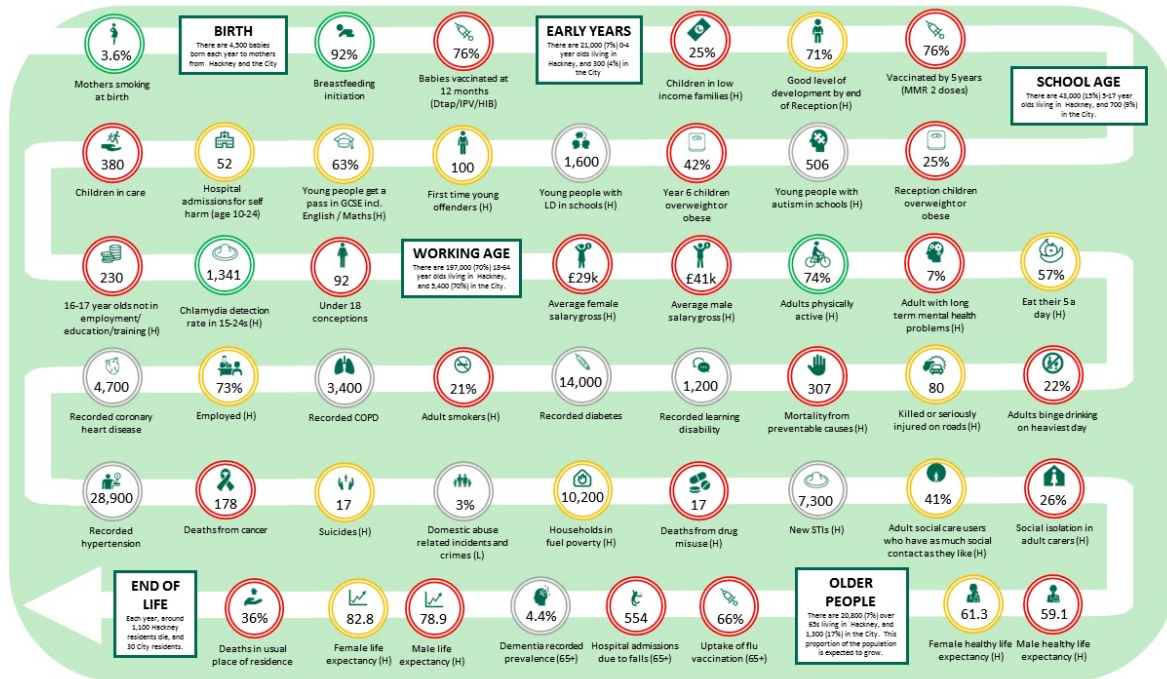 3.6%
Mothers smoking
at birth
BIRTH
There are 4,500 babies
born each year to mothers
from Hackney and the City
92%
Breastfeeding
initiation
76%
Babies vaccinated at
12 months
(Dtap/IPV/HIB)
EARLY YEARS
There are 21,000 (7%) 0-4
year olds living in
Hackney, and 300 (4%) in
the City
25%
Children in low
income families (H)
71%
Good level of
development by end
of Reception (H)
76%
Vaccinated by 5 years
(MMR 2 doses)
SCHOOL AGE
There are 43,000 (15%) 5-17 year
olds living in Hackney, and 700 (9%)
in the City.
380
Children in care
52
Hospital
admissions for self
harm (age 10-24)
63%
Young people get a
pass in GCSE incl.
English / Maths (H)
100
First time young
offenders (H)
1,600
Young people with
LD in schools (H)
42%
Year 6 children
overweight or
obese
506
Young people with
autism in schools (H)
25%
Reception children
overweight or
obese
230
16-17 year olds not in
employment/
education/training (H)
1,341
Chlamydia detection
rate in 15-24s (H)
92
Under 18
conceptions
WORKING AGE
There are 197,000 (70%) 18-64
year olds living in Hackney,
and 5,400 (70%) in the City.
£29k
Average female
salary gross (H)
£41k
Average male
salary gross (H)
74%
Adults physically
active (H)
7%
Adult with long
term mental health
problems (H)
57%
Eat their 5 a
day (H)
4,700
Recorded coronary
heart disease
73%
Employed (H)
3,400
Recorded COPD
21%
Adult smokers (H)
14,000
Recorded diabetes
1,200
Recorded learning
disability
307
Mortality from
preventable causes (H)
80
Killed or seriously
injured on roads (H)
22%
Adults binge drinking
on heaviest day
28,900
Recorded
hypertension
178
Deaths from cancer
17
Suicides (H)
3%
Domestic abuse
related incidents and
crimes (L)
10,200
Households in
fuel poverty (H)
17
Deaths from drug
misuse (H)
7,300
New STIs (H)
41%
Adult social care users
who have as much social
contact as they like (H)
26%
Social isolation in
adult carers (H)
END OF
LIFE
Each year, around
1,100 Hackney
residents die, and
30 City residents.
36%
Deaths in usual
place of residence
82.8
Female life
expectancy (H)
78.9
Male life
expectancy (H)
4.4%
Dementia recorded
prevalence (65+)
554
Hospital admissions
due to falls (65+)
66%
Uptake of flu
vaccination (65+)
OLDER
PEOPLE
There are 20,800 (7%) over
65s living in Hackney, and
1,300 (17%) in the City. This
proportion of the population
is expected to grow.
61.3
Female healthy life
expectancy (H)
59.1
Male healthy life
expectancy (H)